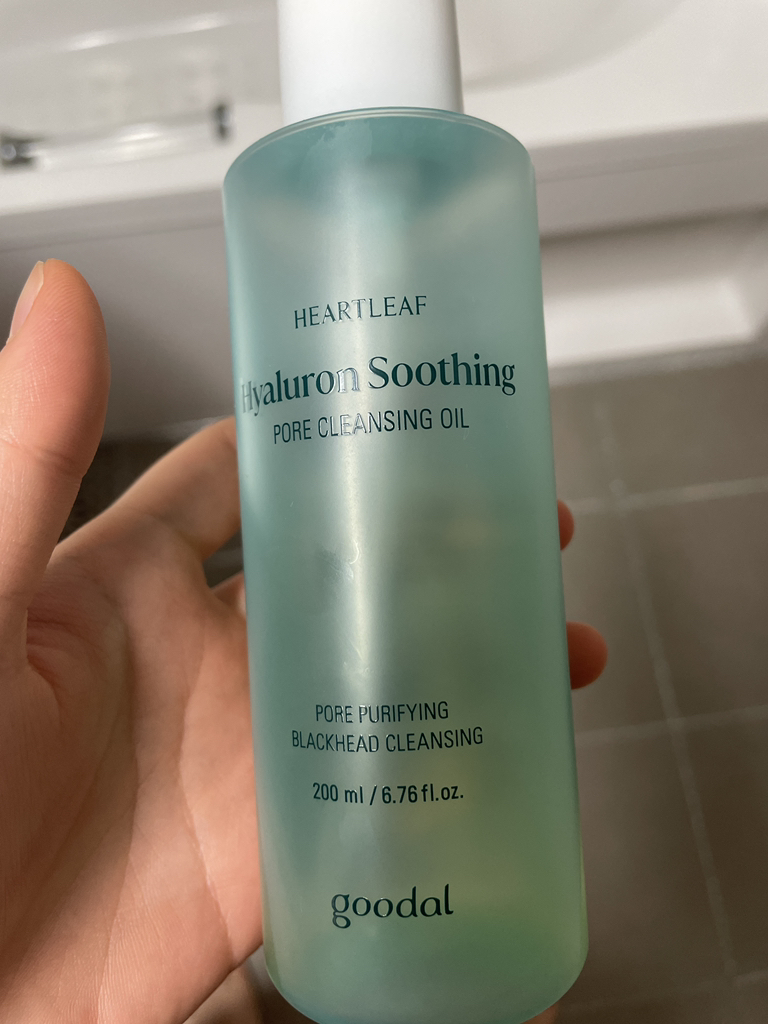 HEARTLEAF
Hyaluron Soothing
PORE CLEANSING OIL
PORE PURIFYING
BLACKHEAD CLEANSING
200 ml / 6.76 fl.oz.
goodal